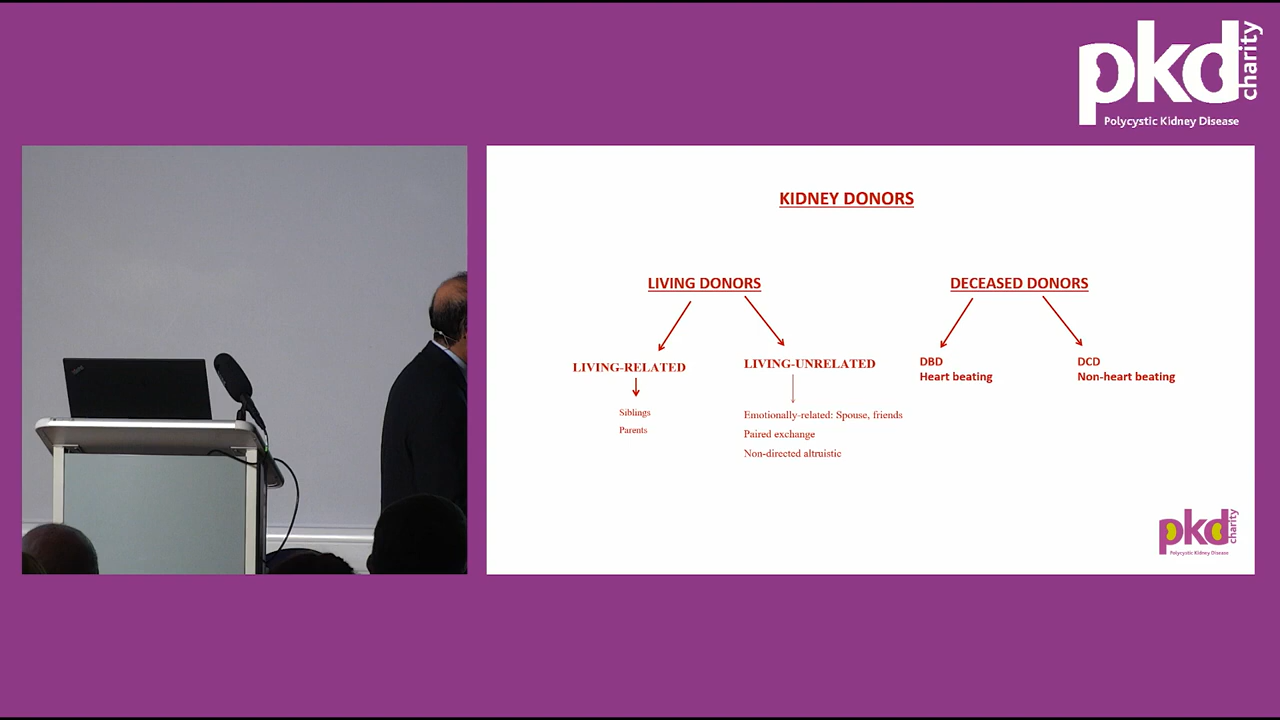 pkd
charity
Polycystic Kidney Disease
KIDNEY DONORS
LIVING DONORS
DECEASED DONORS
LIVING-RELATED
Siblings
Parents
LIVING-UNRELATED
Emotionally-related: Spouse, friends
Paired exchange
Non-directed altruistic
DBD
Heart beating
DCD
Non-heart beating
pkd
charity
Polycystic Kidney Disease